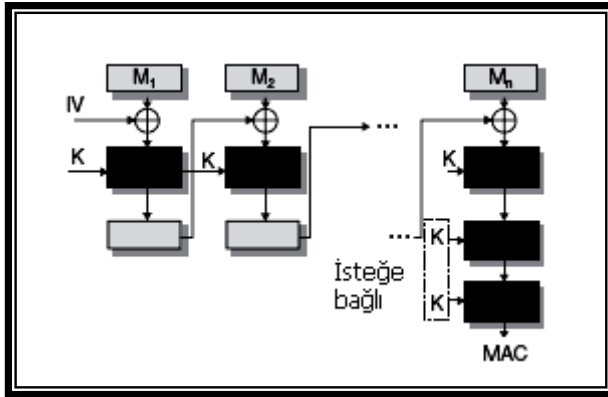 M1 M2 Mn
IV
K K K
... 
... K
İsteğe
bağlı
K
MAC